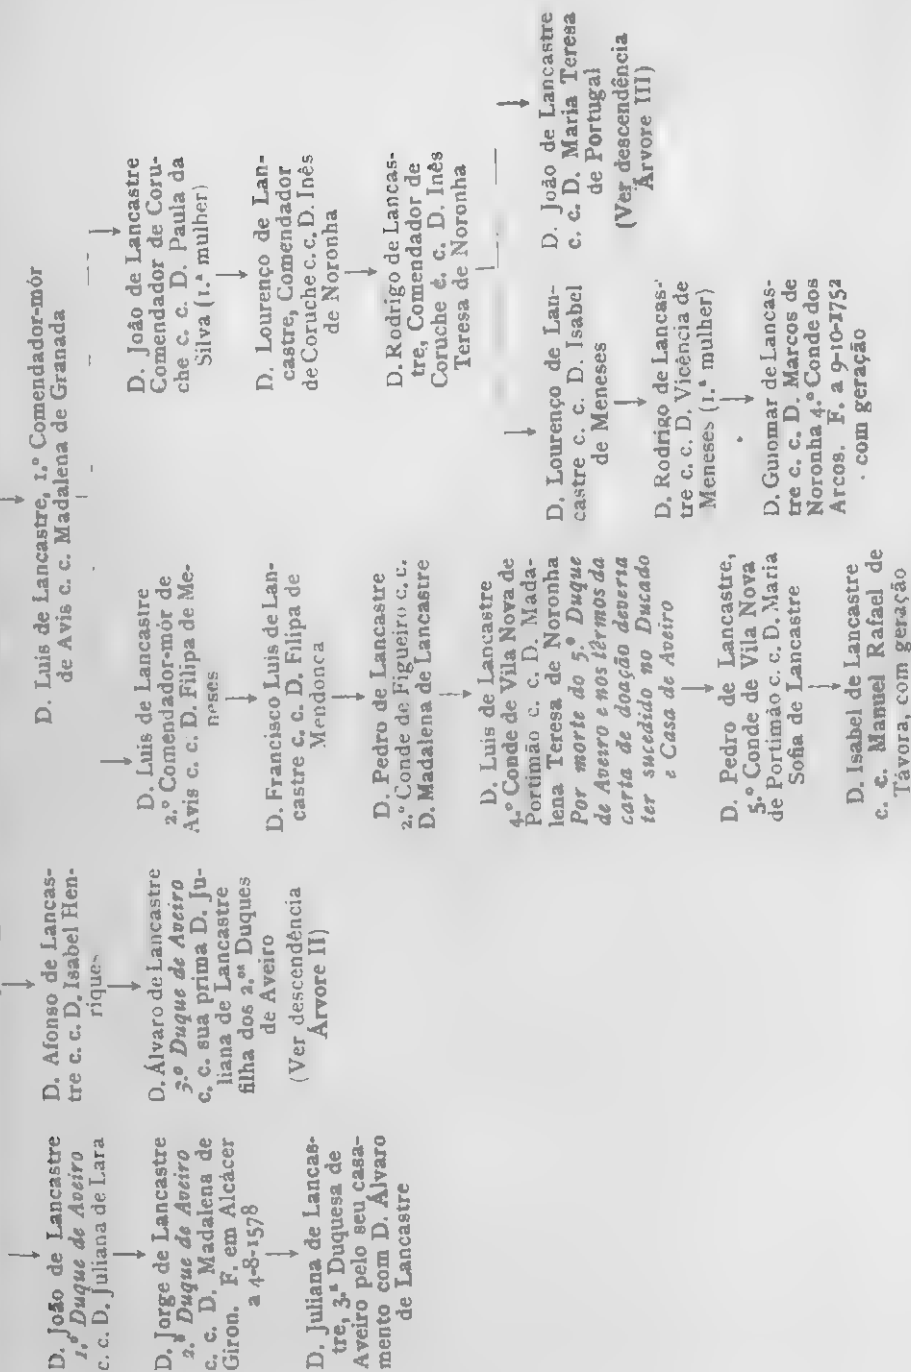 D. João de Lancastre
1.º Duque de Aveiro
c. c. D. Juliana de Lara
D. Jorge de Lancastre
2.º Duque de Aveiro
c. c. D. Madalena de
Giron. F. em Alcácer
a 4-8-1578
D. Juliana de Lancas-
tre, 3.ª Duquesa de
Aveiro pelo seu casa-
mento com D. Álvaro
de Lancastre
D. Afonso de Lancas-
tre c. c. D. Isabel Hen-
riques
D. Álvaro de Lancastre
3.º Duque de Aveiro
c. c. sua prima D. Ju-
liana de Lancastre
filha dos 2.ºs Duques
de Aveiro
(Ver descendência
Árvore II)
D. Luis de Lancastre, 1.º Comendador-mór
de Avis c. c. Madalena de Granada
D. Luis de Lancastre
2.º Comendador-mór de
Avis c. c. D. Filipa de Me-
neses
D. Francisco Luis de Lan-
castre c. c. D. Filipa de
Mendonca
D. Pedro de Lancastre
2.º Conde de Figueiro c. c.
D. Madalena de Lancastre
D. Luis de Lancastre
4.º Conde de Vila Nova de
Portimão c. c. D. Mada-
lena Teresa de Noronha
Por morte do 5.º Duque
de Aveiro e nos têrmos da
carta de doação deveria
ter sucedido no Ducado
e Casa de Aveiro
D. Pedro de Lancastre,
5.º Conde de Vila Nova
de Portimão c. c. D. Maria
Sofia de Lancastre
D. Isabel de Lancastre
c. c. Manuel Rafael de
Távora, com geração
D. João de Lancastre
Comendador de Coru-
che c. c. D. Paula da
Silva (1.ª mulher)
D. Lourenço de Lan-
castre, Comendador
de Coruche c. c. D. Inês
de Noronha
D. Rodrigo de Lancas-
tre, Comendador de
Coruche c. c. D. Inês
Teresa de Noronha
D. Lourenço de Lan-
castre c. c. D. Isabel
de Meneses
D. Rodrigo de Lancas-
tre c. c. D. Vicência de
Meneses (1.ª mulher)
D. Guiomar de Lancas-
tre c. c. D. Marcos de
Noronha 4.º Conde dos
Arcos. F. a 9-10-1752
com geração
D. João de Lancastre
c. c. D. Maria Teresa
de Portugal
(Ver descendência
Árvore III)